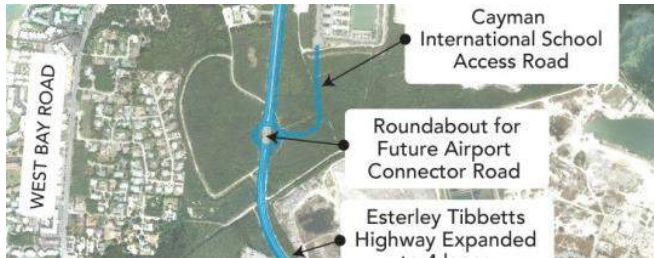 WEST BAY ROAD
Cayman
International School
Access Road
Roundabout for
Future Airport
Connector Road
Esterley Tibbetts
Highway Expanded